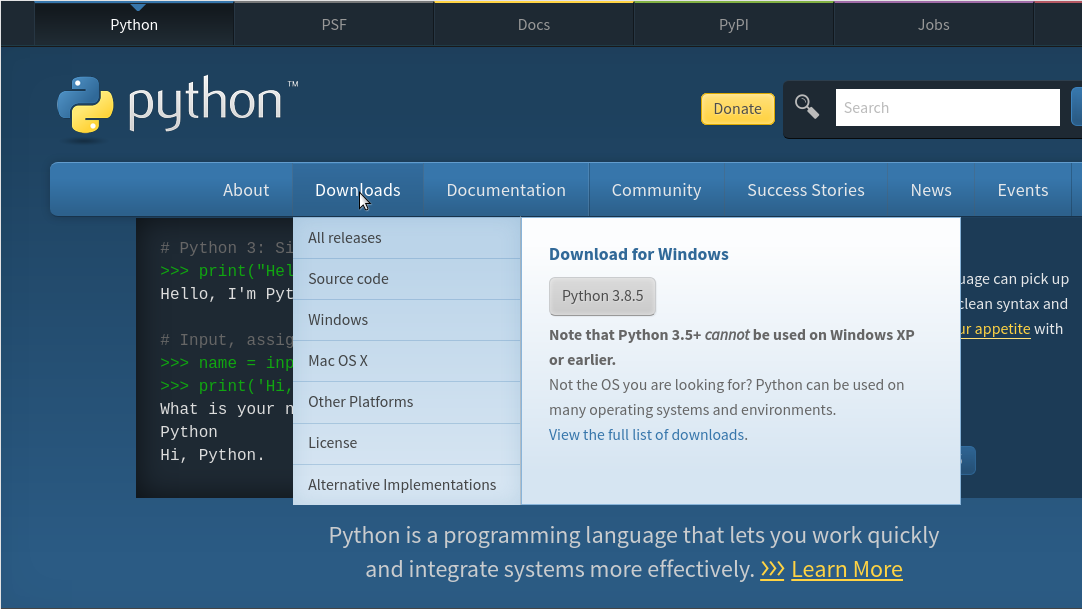 Python PSF Docs PyPI Jobs
python™
Donate Search
About Downloads Documentation Community Success Stories News Events
# Python 3: Si
>>> print("Hel
Hello, I'm Pyt
# Input, assig
>>> name = inp
>>> print('Hi,
What is your n
Python
Hi, Python.
All releases
Source code
Windows
Mac OS X
Other Platforms
License
Alternative Implementations
Download for Windows
Python 3.8.5
Note that Python 3.5+ cannot be used on Windows XP
or earlier.
Not the OS you are looking for? Python can be used on
many operating systems and environments.
View the full list of downloads.
uage can pick up
clean syntax and
ur appetite with
Python is a programming language that lets you work quickly
and integrate systems more effectively. >>> Learn More